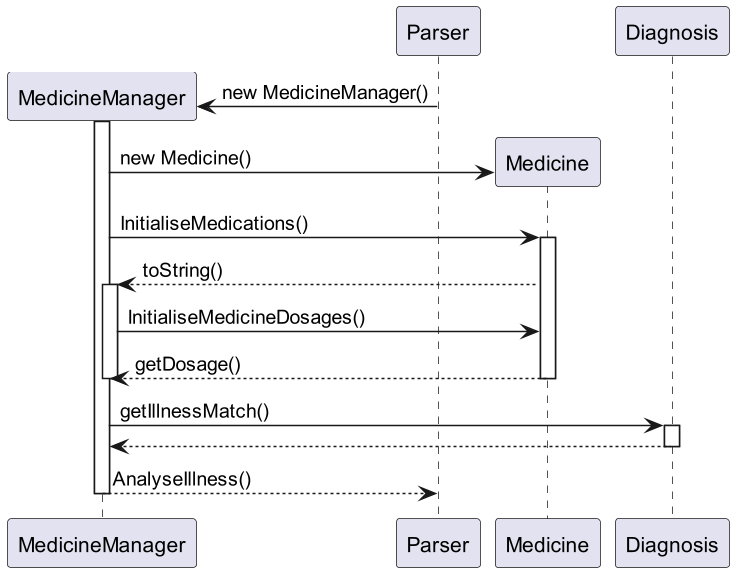 Parser
Diagnosis
MedicineManager
new MedicineManager()
new Medicine()
Medicine
InitialiseMedications()
toString()
InitialiseMedicineDosages()
getDosage()
getIllnessMatch()
AnalyseIllness()
MedicineManager
Parser
Medicine
Diagnosis